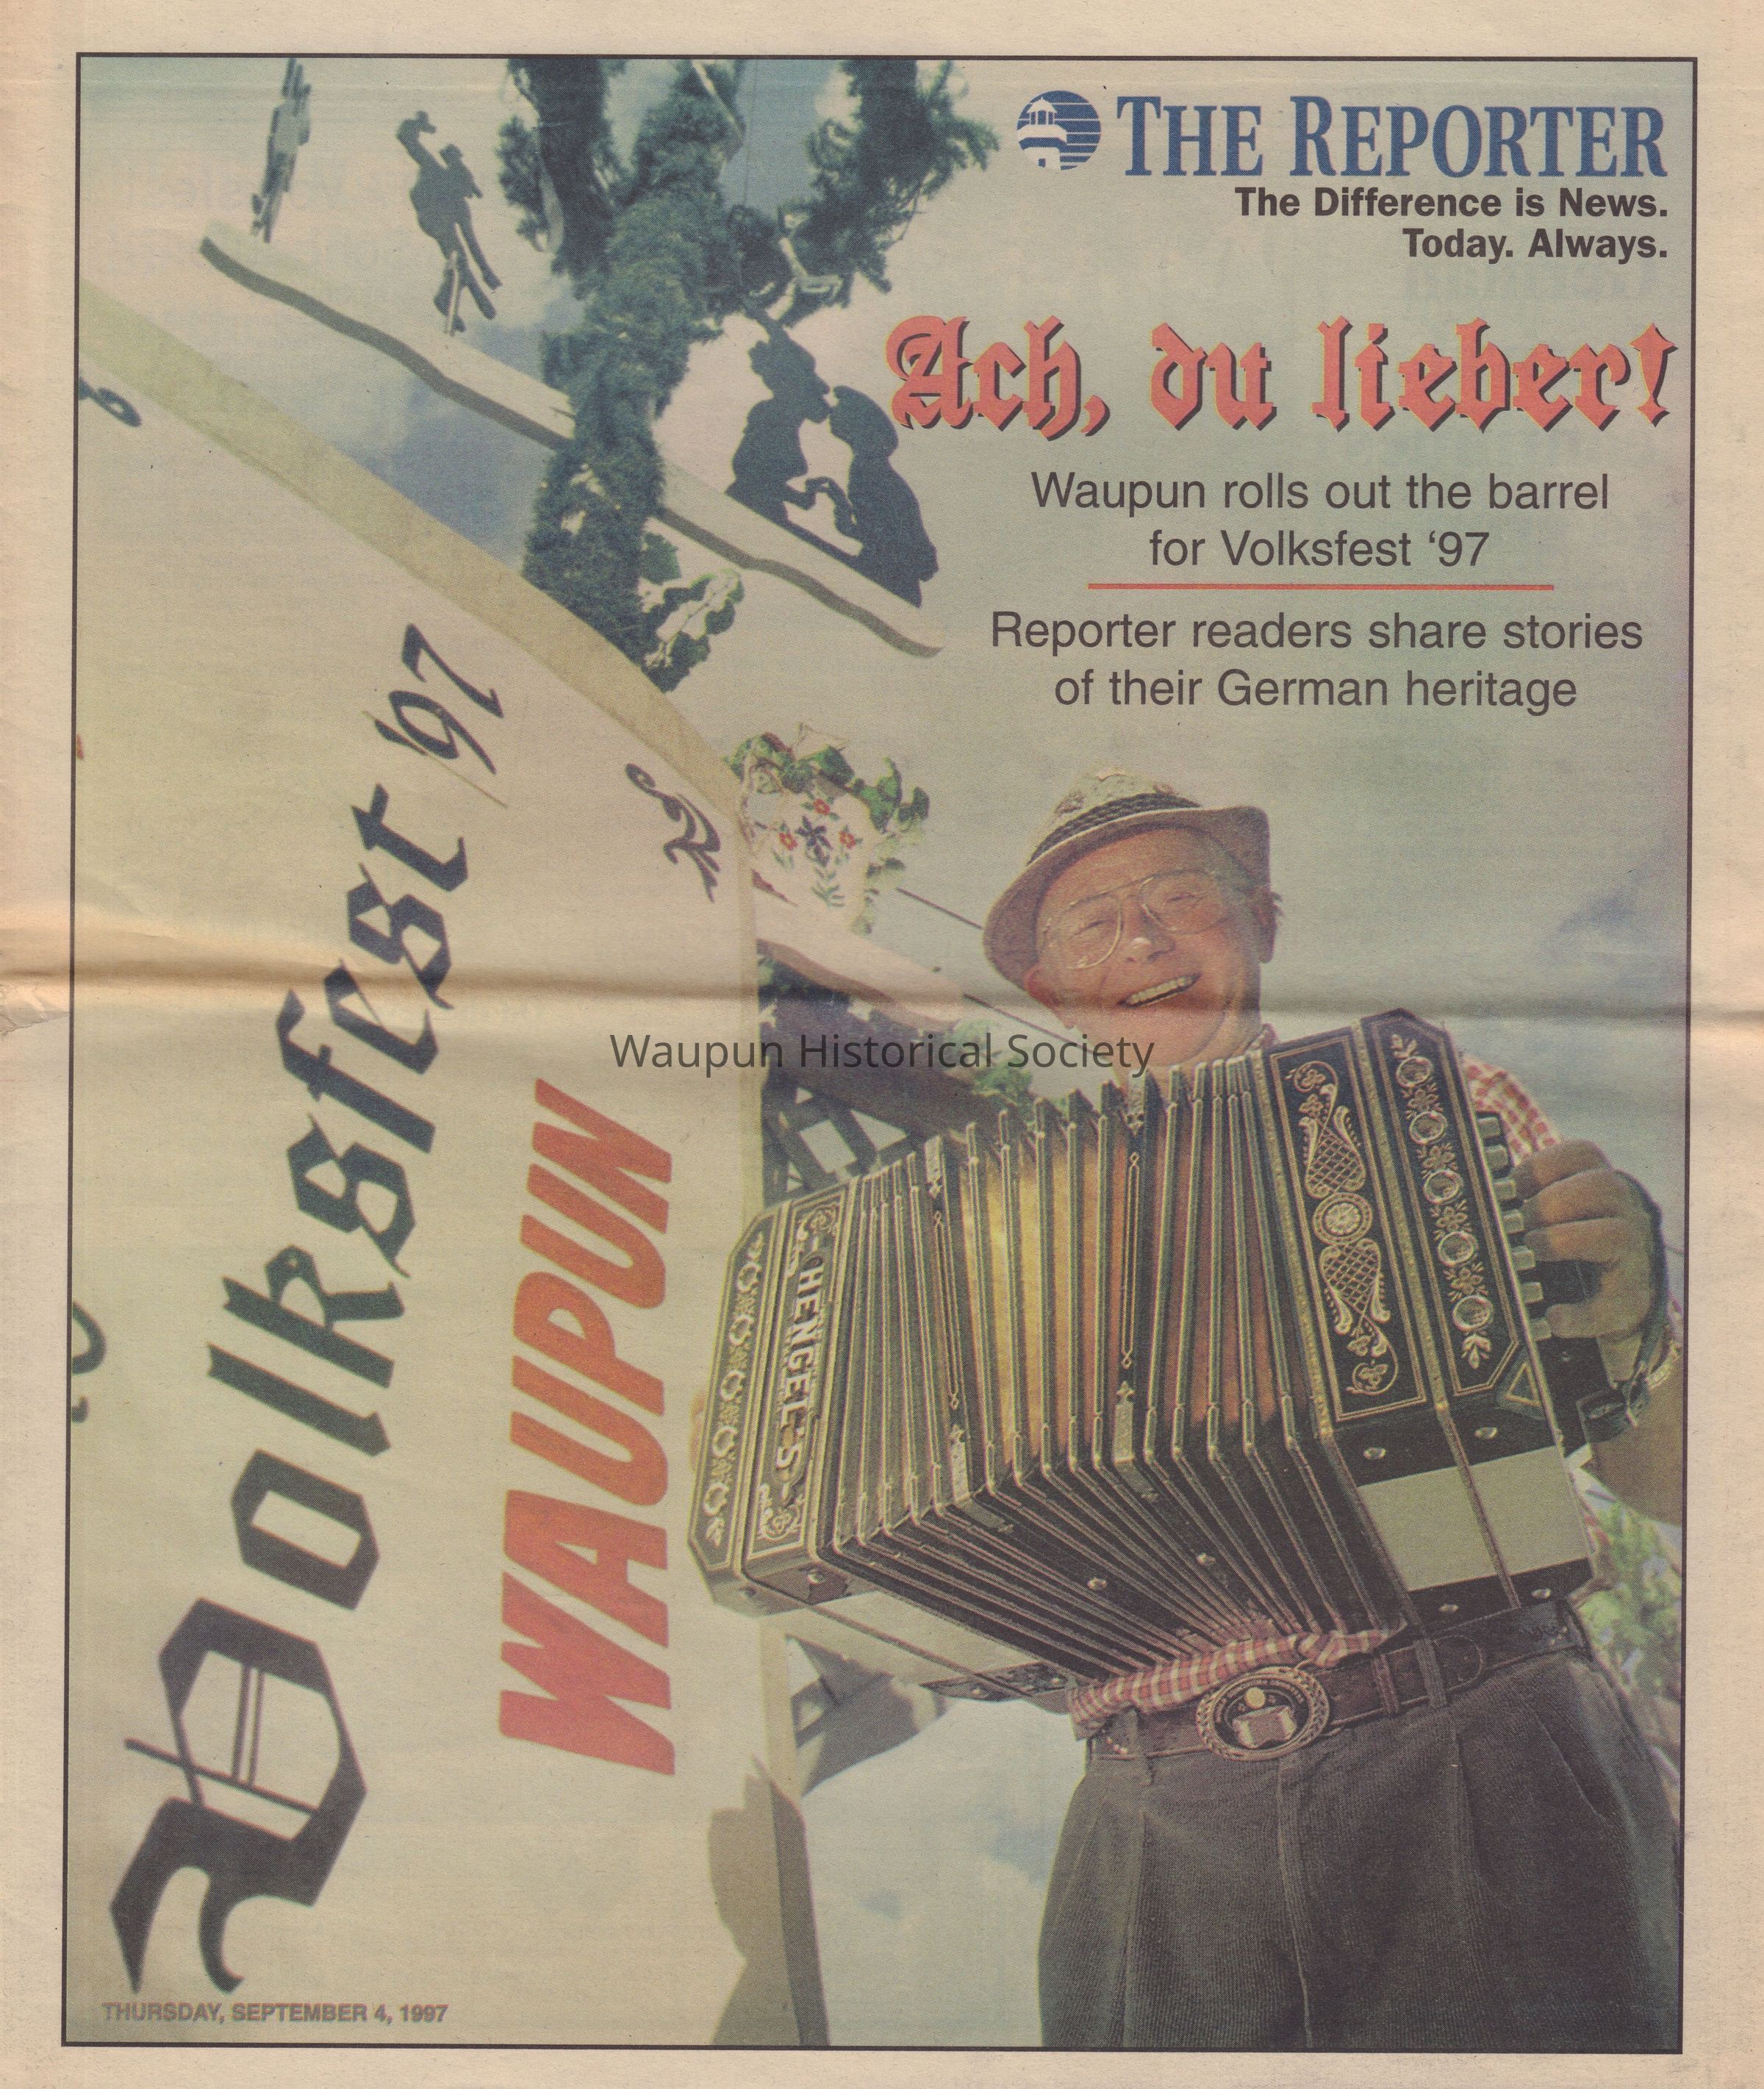 THE REPORTER
The Difference is News.
Today. Always.
Ach, du lieber!
Waupun rolls out the barrel
for Volksfest ‘97
Reporter readers share stories
of their German heritage
Volksfest '97
WAUPUN
HENGEL'S
Waupun Historical Society
THURSDAY, SEPTEMBER 4, 1997